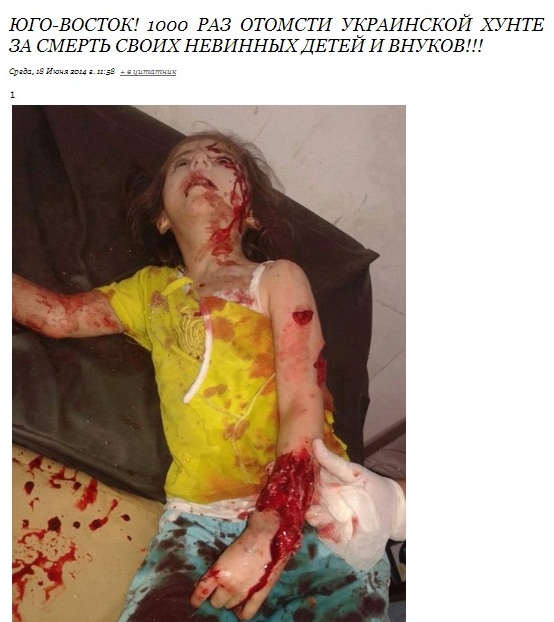 ЮГО-ВОСТОК! 1000 РАЗ ОТОМСТИ УКРАИНСКОЙ ХУНТЕ
ЗА СМЕРТЬ СВОИХ НЕВИННЫХ ДЕТЕЙ И ВНУКОВ!!!
Среда, 18 Июня 2014 г. 11:58 + в цитатник
1